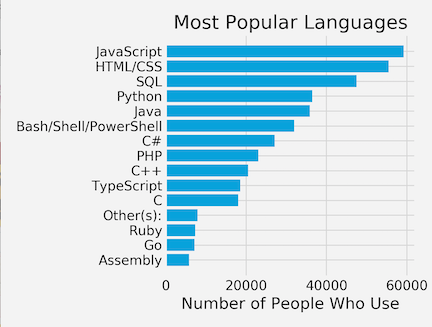 Most Popular Languages
JavaScript
HTML/CSS
SQL
Python
Java
Bash/Shell/PowerShell
C#
PHP
C++
TypeScript
C
Other(s):
Ruby
Go
Assembly
0 20000 40000 60000
Number of People Who Use